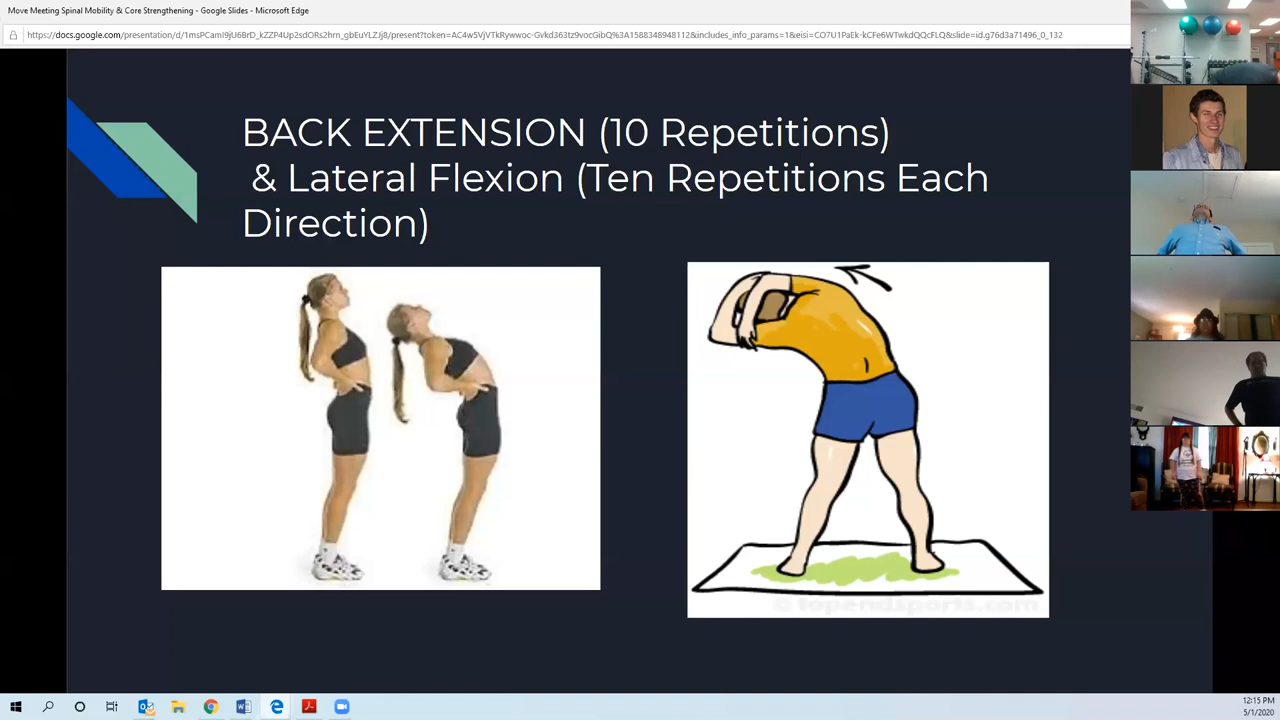 Move Meeting Spinal Mobility & Core Strengthening - Google Slides - Microsoft Edge
BACK EXTENSION (10 Repetitions)
& Lateral Flexion (Ten Repetitions Each
Direction)
topendsports.com
12:15 PM
5/1/2020